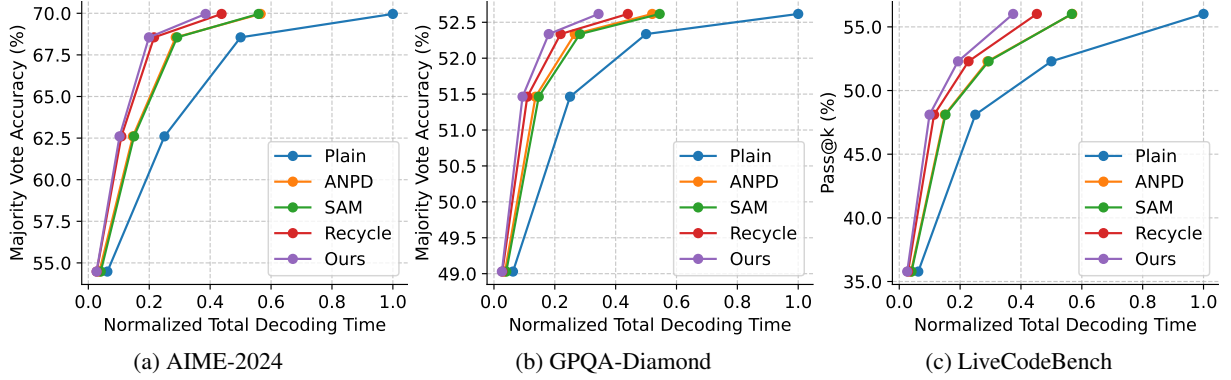 Majority Vote Accuracy (%)
70.0
67.5
65.0
62.5
60.0
57.5
55.0
0.0 0.2 0.4 0.6 0.8 1.0
Normalized Total Decoding Time
Plain
ANPD
SAM
Recycle
Ours
(a) AIME-2024
Majority Vote Accuracy (%)
52.5
52.0
51.5
51.0
50.5
50.0
49.5
49.0
0.0 0.2 0.4 0.6 0.8 1.0
Normalized Total Decoding Time
Plain
ANPD
SAM
Recycle
Ours
(b) GPQA-Diamond
Pass@k (%)
55.0
50.0
45.0
40.0
35.0
0.0 0.2 0.4 0.6 0.8 1.0
Normalized Total Decoding Time
Plain
ANPD
SAM
Recycle
Ours
(c) LiveCodeBench